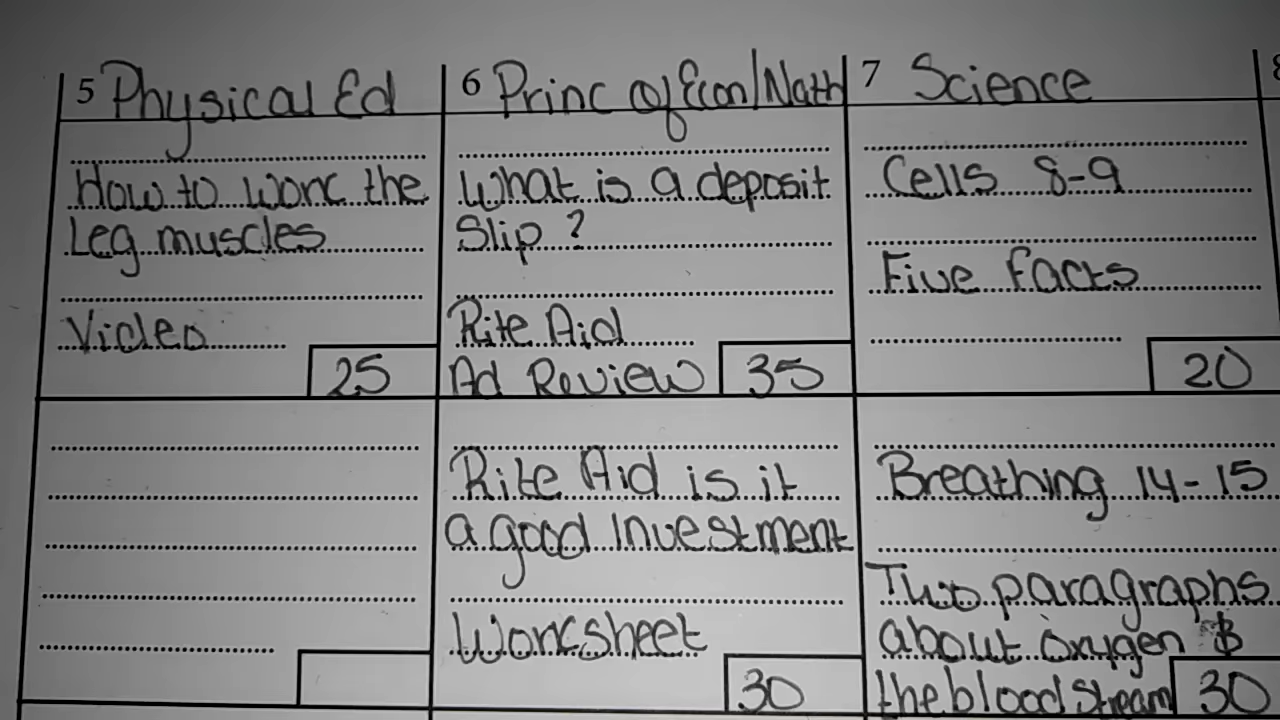 5 Physical Ed
How to work the
Leg muscles
Video
25
6 Princ of Econ/Math
What is a deposit
Slip ?
Rite Aid
Ad Review
35
7 Science
Cells 8-9
Five facts
20
Rite Aid is it
a good investment
Worksheet
30
Breathing 14-15
Two paragraphs
about oxygen &
the blood stream
30